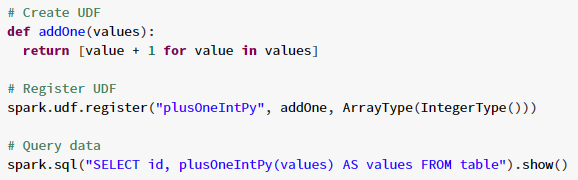 # Create UDF
def addOne(values):
  return [value + 1 for value in values]
# Register UDF
spark.udf.register("plusOneIntPy", addOne, ArrayType(IntegerType()))
# Query data
spark.sql("SELECT id, plusOneIntPy(values) AS values FROM table").show()